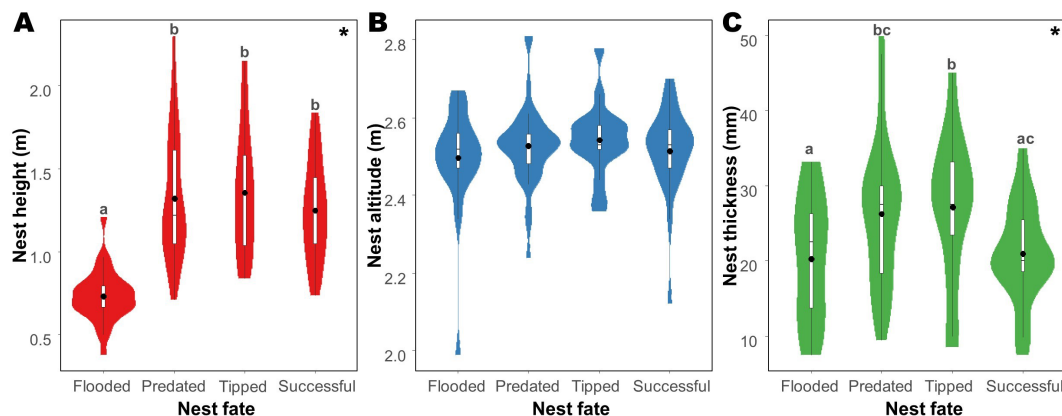 A
*
Nest height (m)
2.0
1.5
1.0
0.5
a
b
b
b
Flooded Predated Tipped Successful
Nest fate
B
Nest altitude (m)
2.8
2.6
2.4
2.2
2.0
Flooded Predated Tipped Successful
Nest fate
C
*
Nest thickness (mm)
50
40
30
20
10
a
bc
b
ac
Flooded Predated Tipped Successful
Nest fate